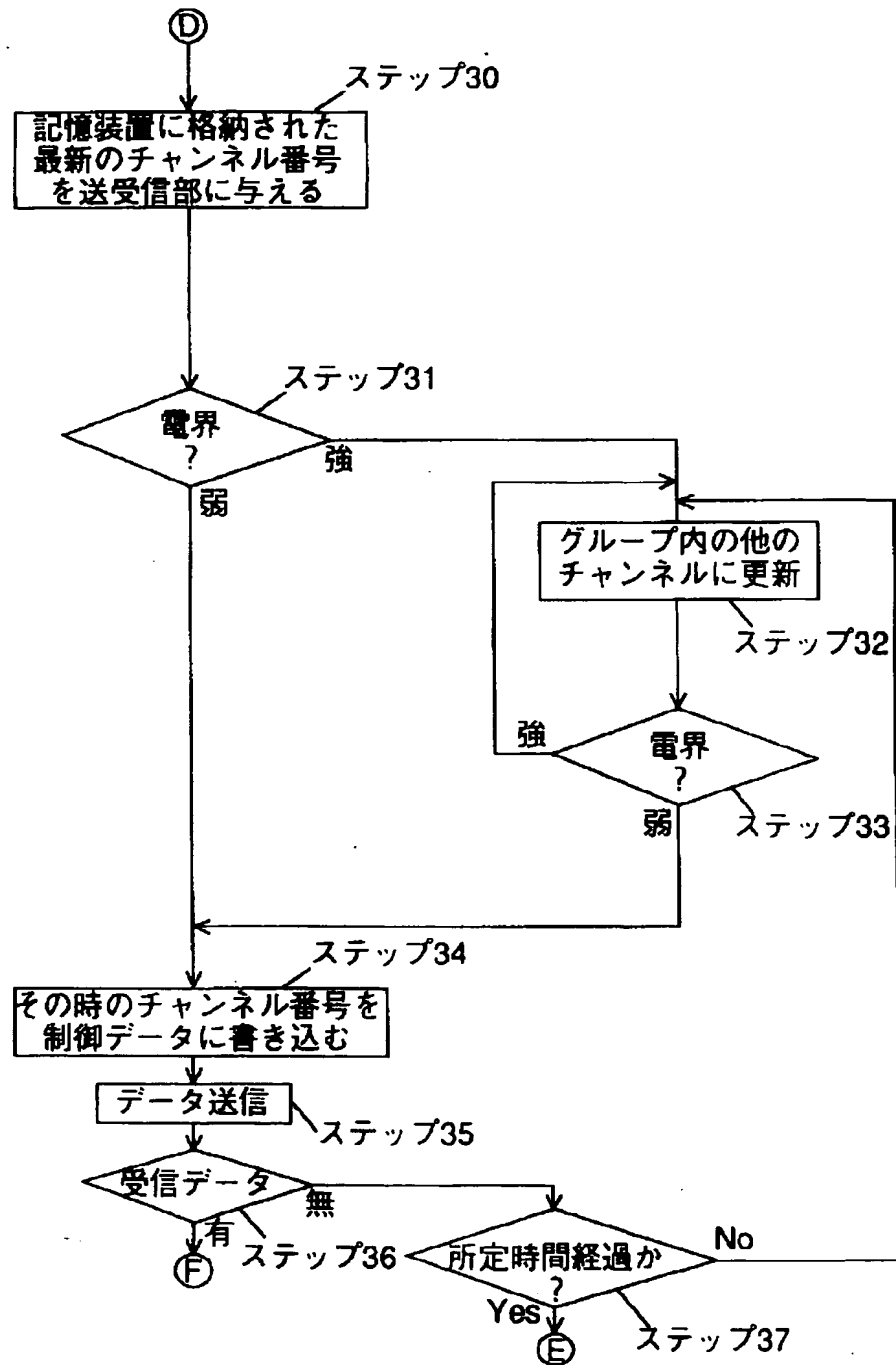 D
ステップ30
記憶装置に格納された
最新のチャンネル番号
を送受信部に与える
ステップ31
電界
?
強
弱
グループ内の他の
チャンネルに更新
ステップ32
強
電界
?
弱
ステップ33
ステップ34
その時のチャンネル番号を
制御データに書き込む
データ送信
ステップ35
受信データ
無
有
ステップ36
F
所定時間経過か
?
No
Yes
ステップ37
E